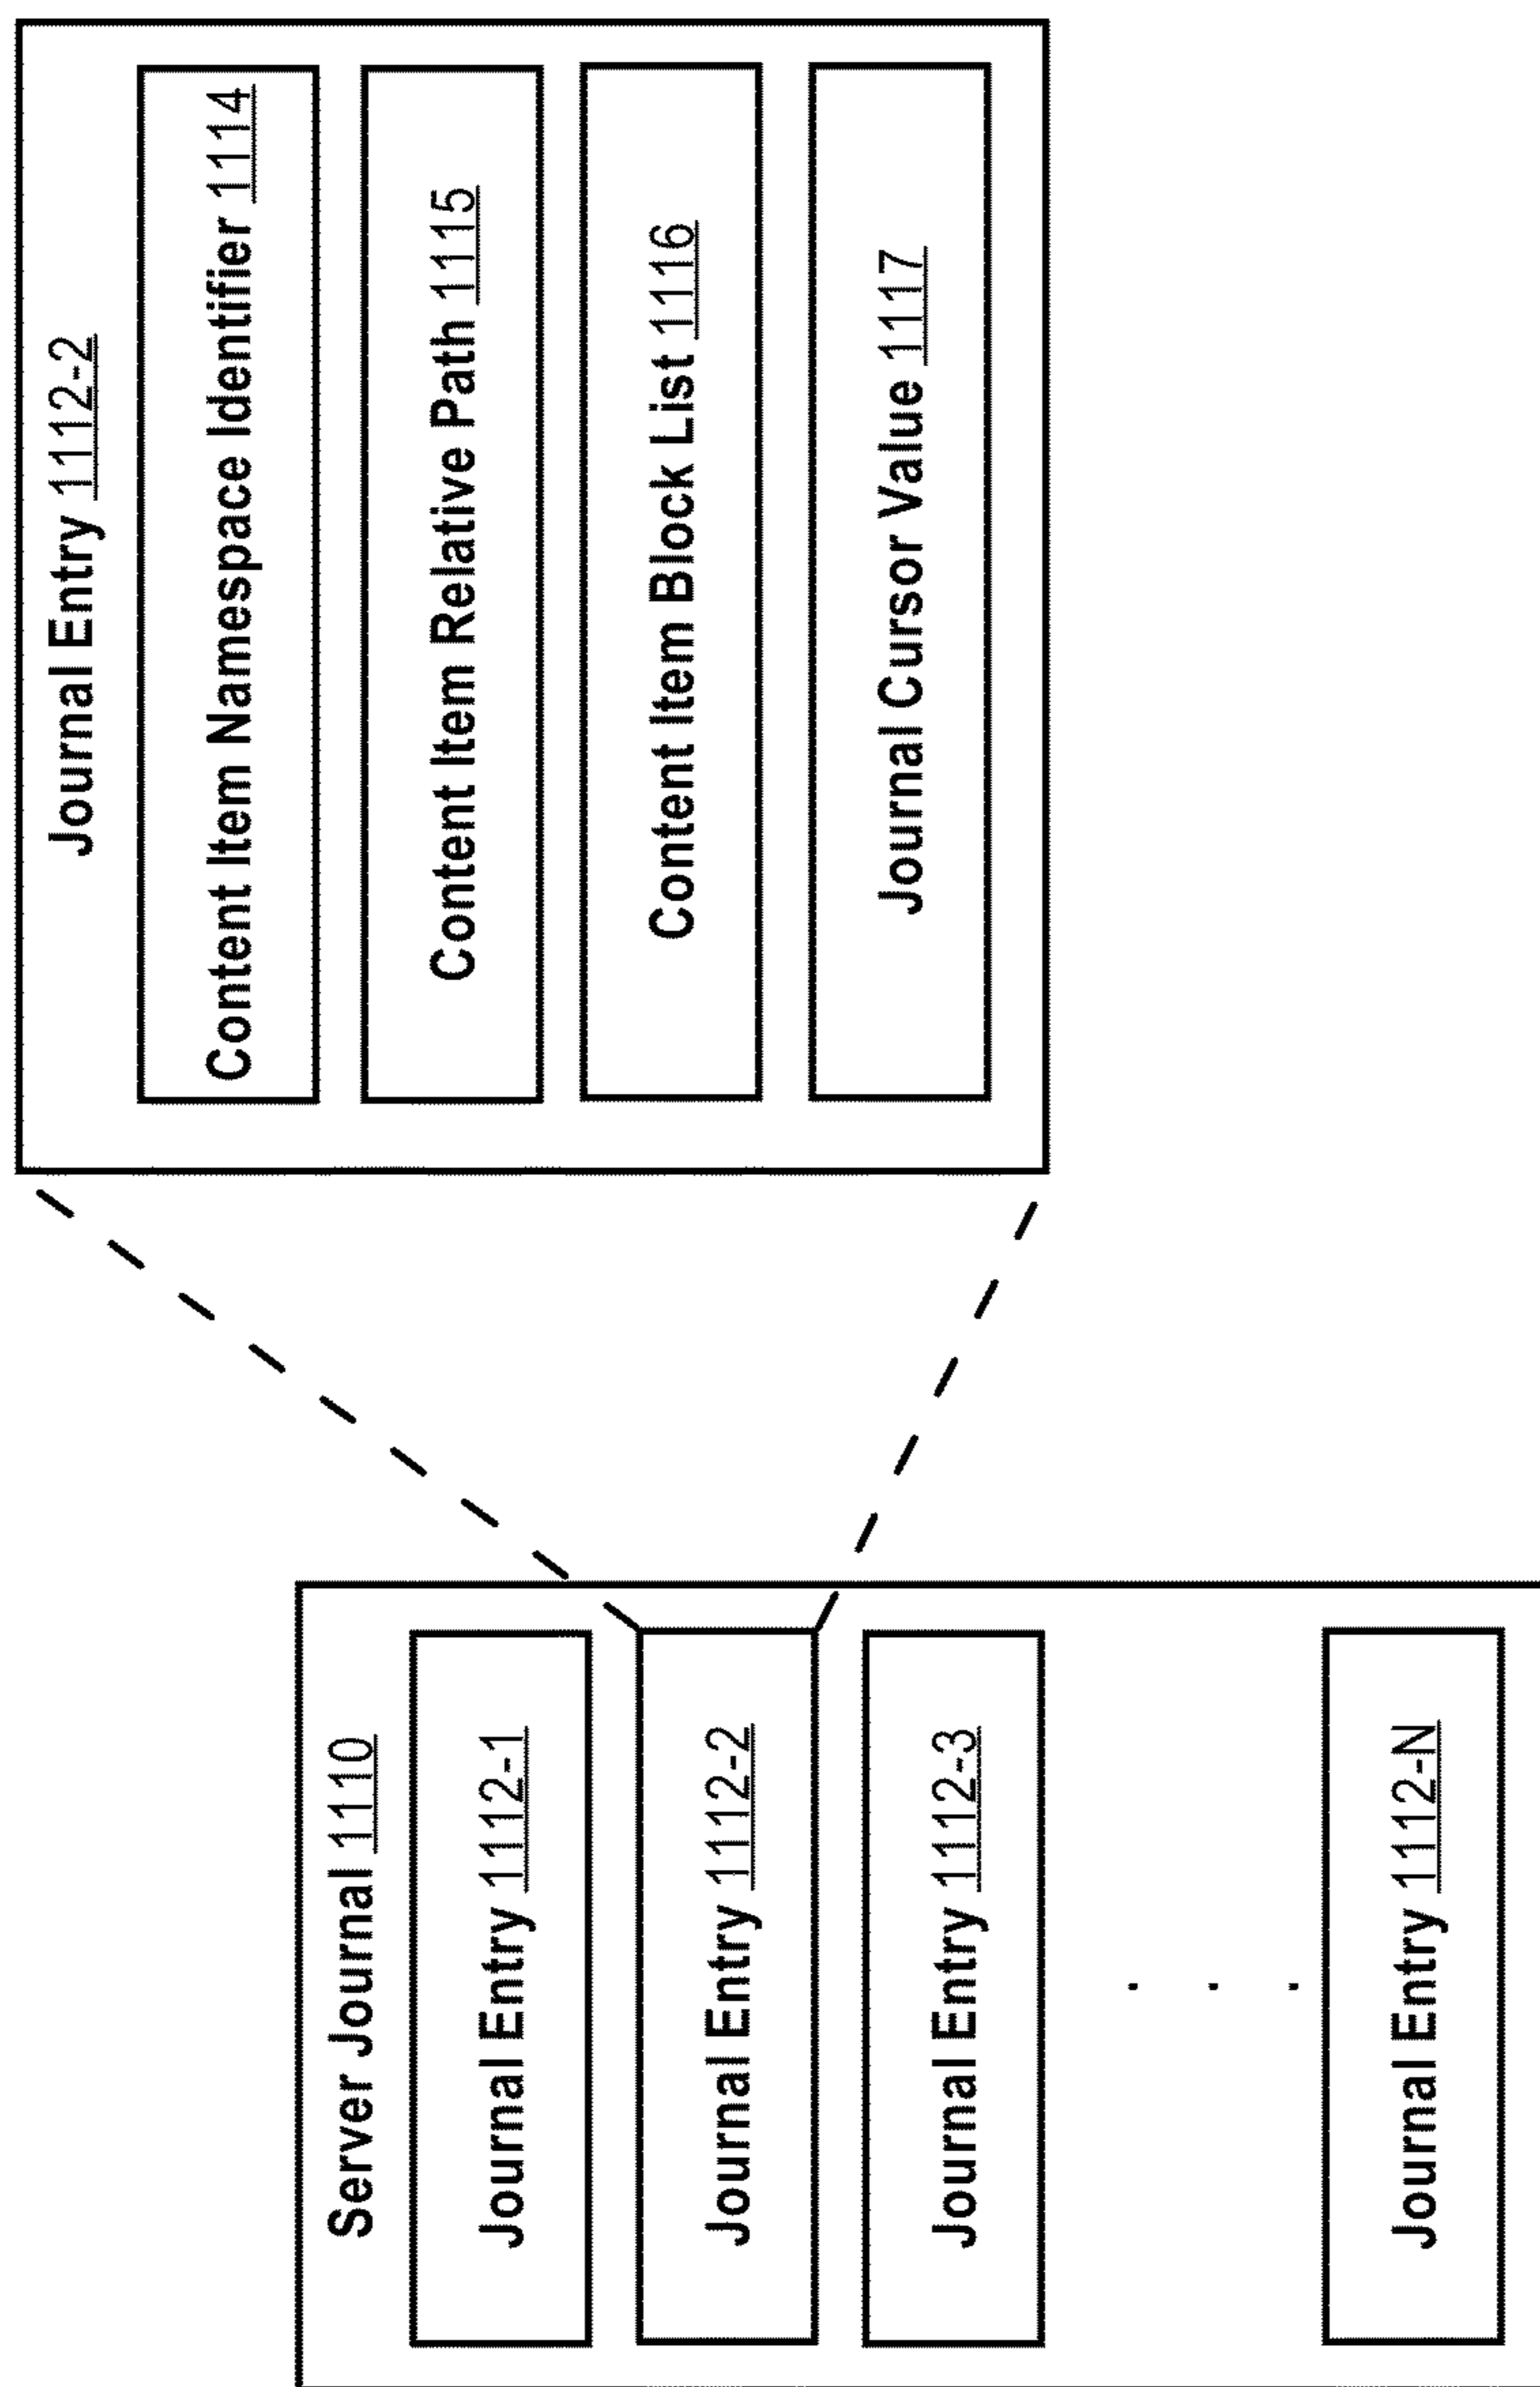 Server Journal 1110
Journal Entry 1112-1
Journal Entry 1112-2
Journal Entry 1112-3
. . .
Journal Entry 1112-N
Journal Entry 1112-2
Content Item Namespace Identifier 1114
Content Item Relative Path 1115
Content Item Block List 1116
Journal Cursor Value 1117